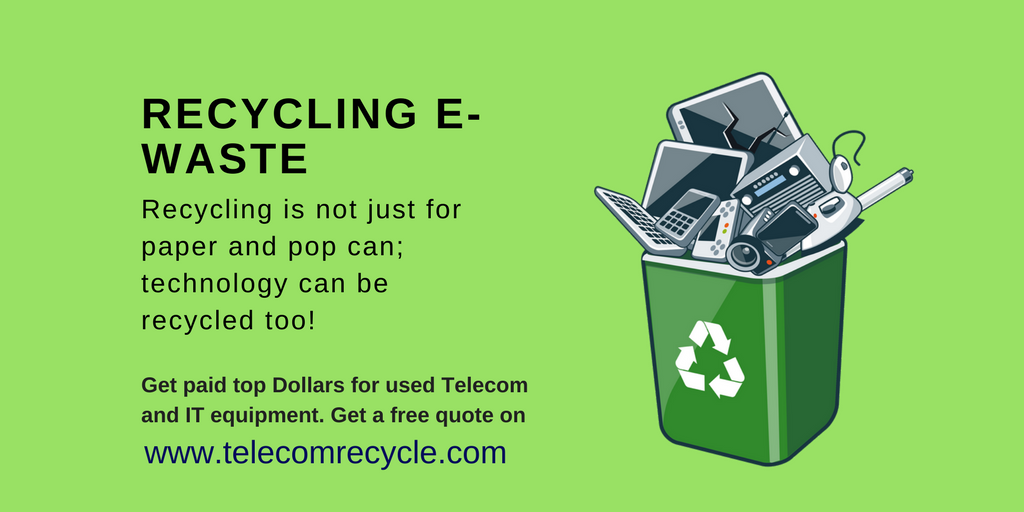 RECYCLING E-
WASTE
Recycling is not just for
paper and pop can;
technology can be
recycled too!
Get paid top Dollars for used Telecom
and IT equipment. Get a free quote on
www.telecomrecycle.com